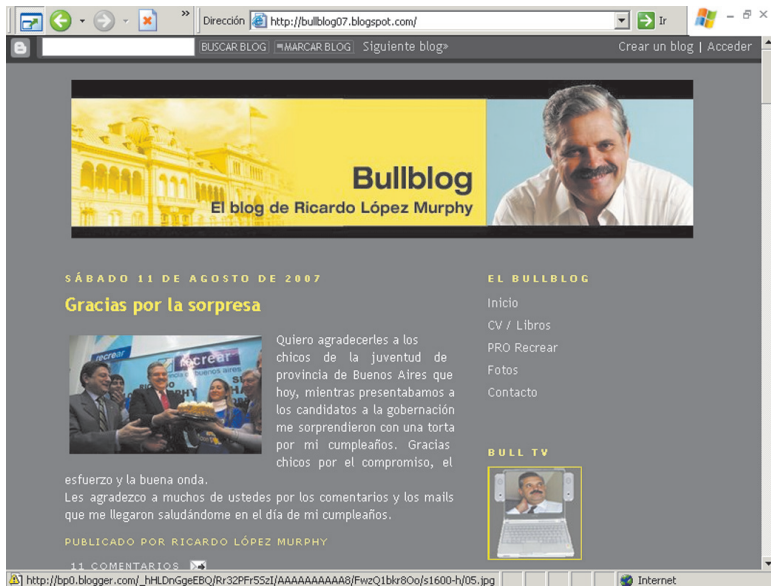 Dirección http://bullblog07.blogspot.com/ Ir
BUSCAR BLOG MARCAR BLOG Siguiente blog» Crear un blog | Acceder
Bullblog
El blog de Ricardo López Murphy
SÁBADO 11 DE AGOSTO DE 2007
Gracias por la sorpresa
recrear
recrear
provincia de buenos aires
Quiero agradecerles a los
chicos de la juventud de
provincia de Buenos Aires que
hoy, mientras presentabamos a
los candidatos a la gobernación
me sorprendieron con una torta
por mi cumpleaños. Gracias
chicos por el compromiso, el
esfuerzo y la buena onda.
Les agradezco a muchos de ustedes por los comentarios y los mails
que me llegaron saludándome en el día de mi cumpleaños.
PUBLICADO POR RICARDO LÓPEZ MURPHY
11 COMENTARIOS
EL BULLBLOG
Inicio
CV / Libros
PRO Recrear
Fotos
Contacto
BULL TV
http://bp0.blogger.com/_hHLDnGgeEBQ/Rr32PFr5SzI/AAAAAAAAAA8/FwzQ1bkr8Oo/s1600-h/05.jpg Internet